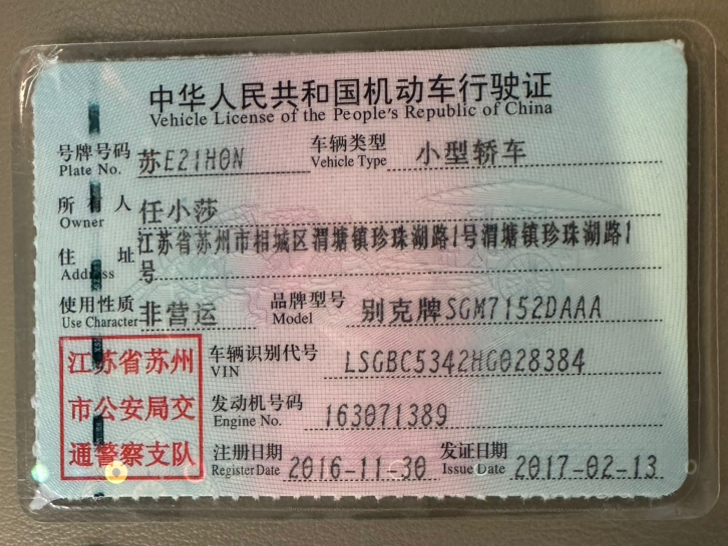 中华人民共和国机动车行驶证
Vehicle License of the People's Republic of China
号牌号码 Plate No. 苏E21H0N 车辆类型 Vehicle Type 小型轿车
所有人 Owner 任小莎
住址 Address 江苏省苏州市相城区渭塘镇珍珠湖路1号渭塘镇珍珠湖路1
号
使用性质 Use Character 非营运 品牌型号 Model 别克牌SGM7152DAAA
江苏省苏州 车辆识别代号 VIN LSGBC5342HG028384
市公安局交 发动机号码 Engine No. 163071389
通警察支队 注册日期 Register Date 2016-11-30 发证日期 Issue Date 2017-02-13